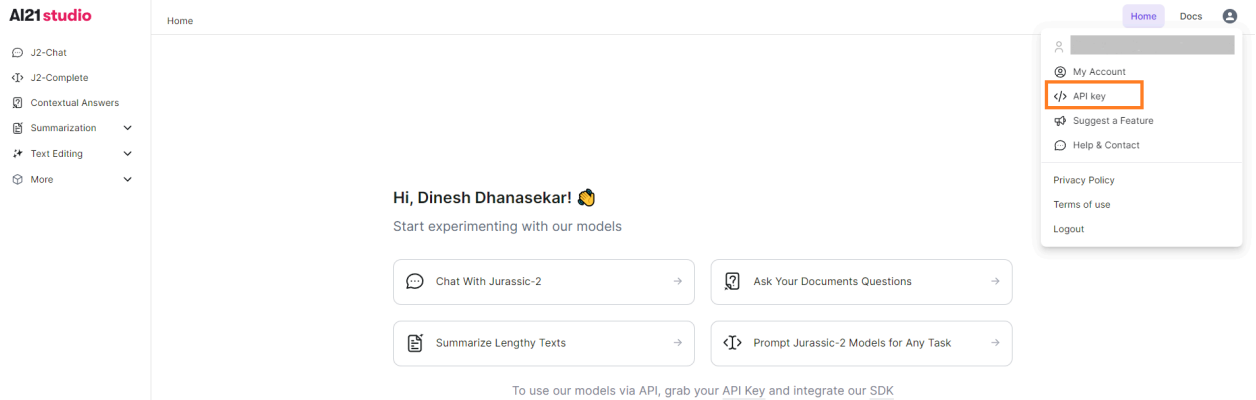 AI21 studio
Home
Home
Docs
J2-Chat
J2-Complete
Contextual Answers
Summarization
Text Editing
More
My Account
API key
Suggest a Feature
Help & Contact
Privacy Policy
Terms of use
Logout
Hi, Dinesh Dhanasekar!
Start experimenting with our models
Chat With Jurassic-2
Ask Your Documents Questions
Summarize Lengthy Texts
Prompt Jurassic-2 Models for Any Task
To use our models via API, grab your API Key and integrate our SDK